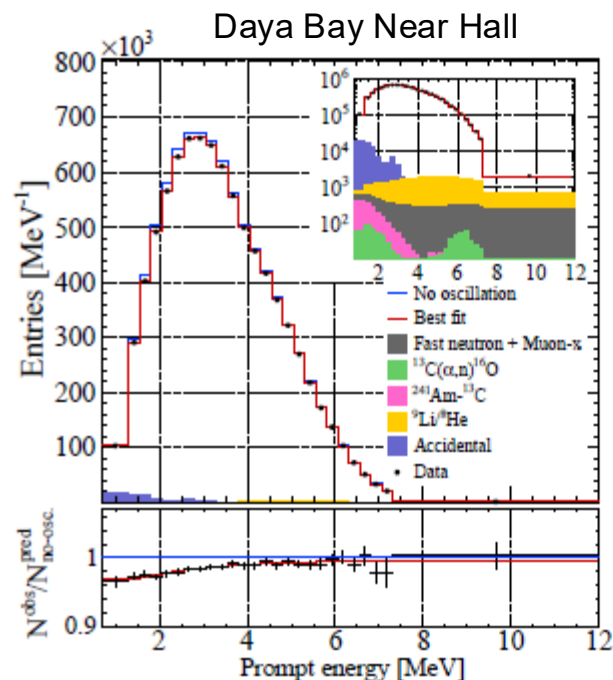 Daya Bay Near Hall
×10³
800
700
600
500
400
300
200
100
Entries [MeV⁻¹]
10⁶
10⁵
10⁴
10³
10²
2 4 6 8 10 12
No oscillation
Best fit
Fast neutron + Muon-x
¹³C(α,n)¹⁶O
²⁴¹Am-¹³C
⁹Li/⁸He
Accidental
Data
N^obs/N^pred_no-osc.
1
0.9
2 4 6 8 10 12
Prompt energy [MeV]